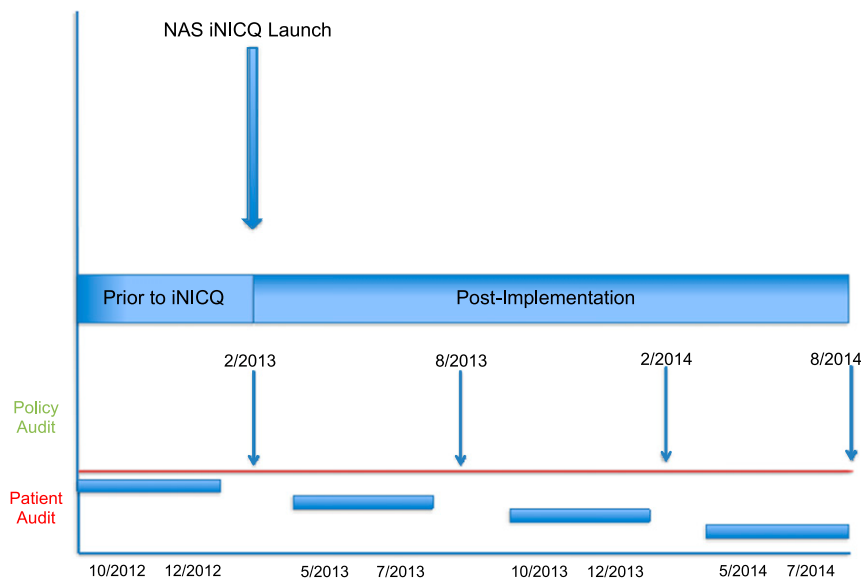 NAS iNICQ Launch
Prior to iNICQ
Post-Implementation
2/2013
8/2013
2/2014
8/2014
Policy
Audit
Patient
Audit
10/2012
12/2012
5/2013
7/2013
10/2013
12/2013
5/2014
7/2014